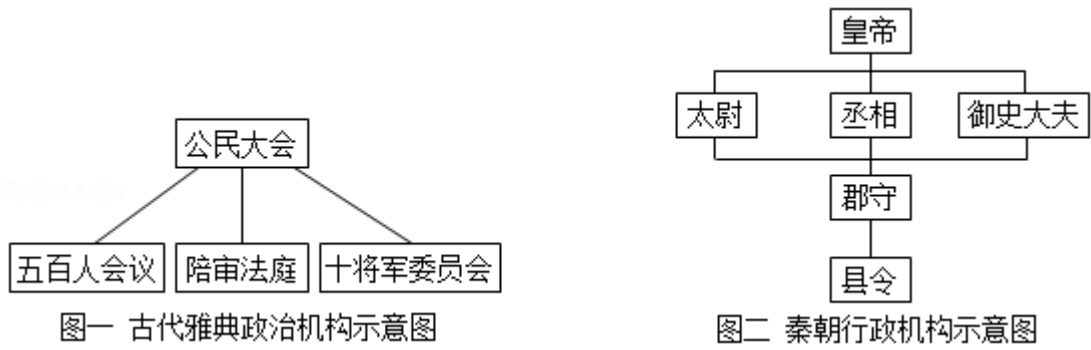 公民大会
五百人会议 陪审法庭 十将军委员会
图一 古代雅典政治机构示意图
皇帝
太尉 丞相 御史大夫
郡守
县令
图二 秦朝行政机构示意图